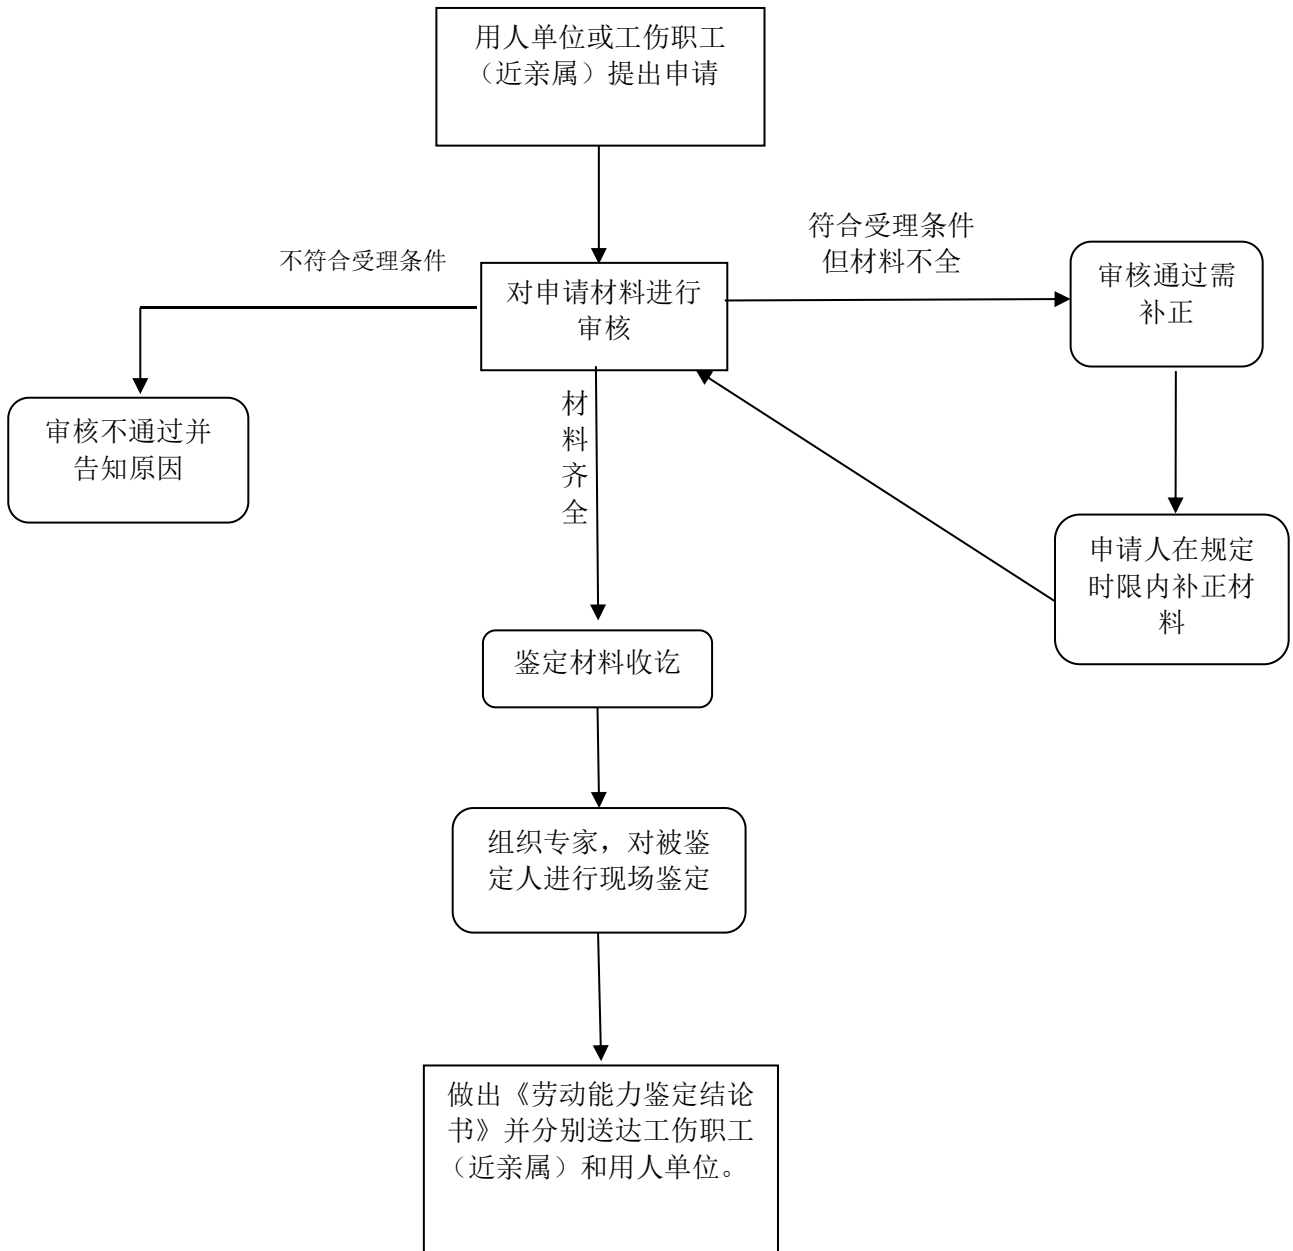 用人单位或工伤职工
（近亲属）提出申请
符合受理条件
但材料不全
不符合受理条件
对申请材料进行
审核
审核通过需
补正
材
料
齐
全
审核不通过并
告知原因
申请人在规定
时限内补正材
料
鉴定材料收讫
组织专家，对被鉴
定人进行现场鉴定
做出《劳动能力鉴定结论
书》并分别送达工伤职工
（近亲属）和用人单位。